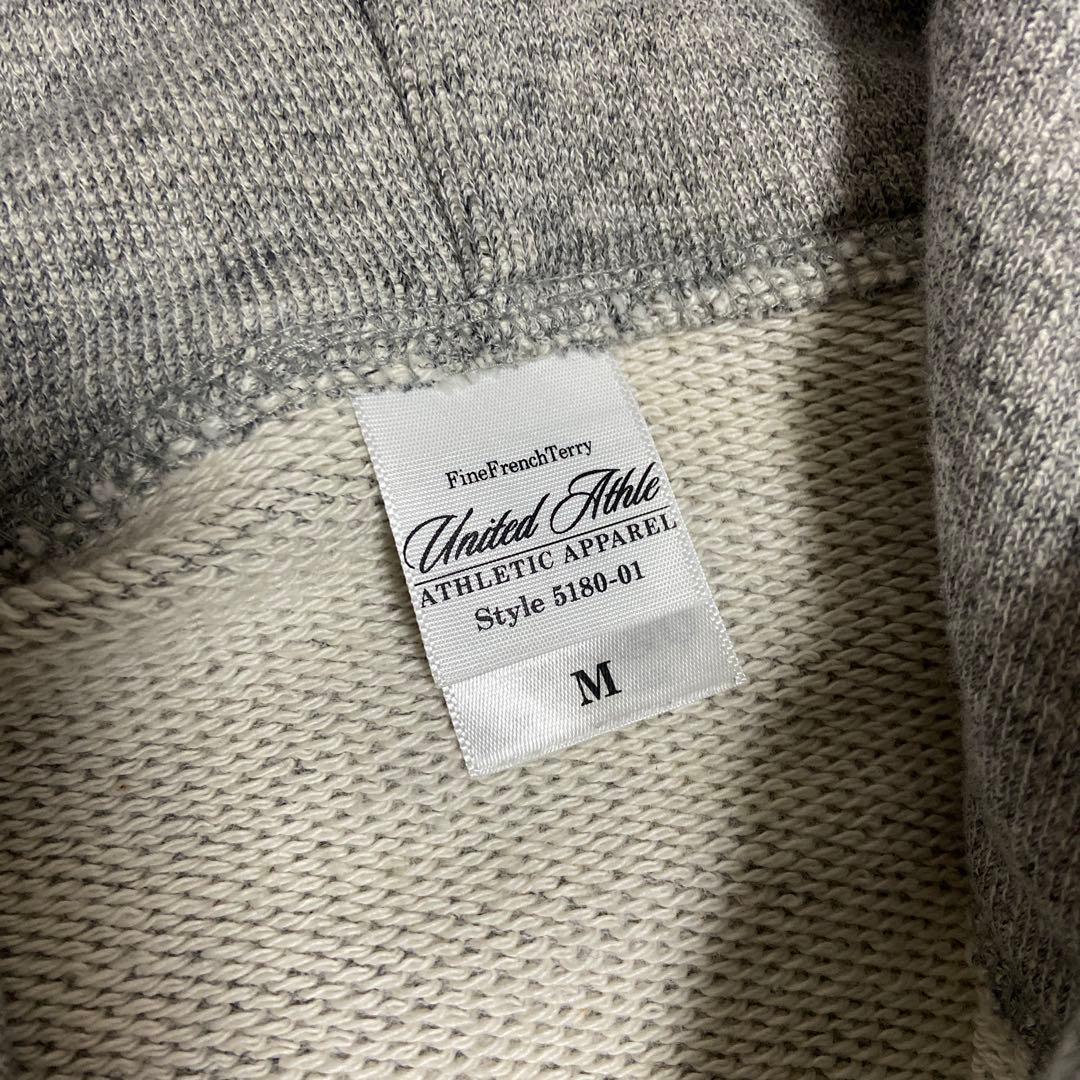 FineFrenchTerry
United Athle
ATHLETIC APPAREL
Style 5180-01
M